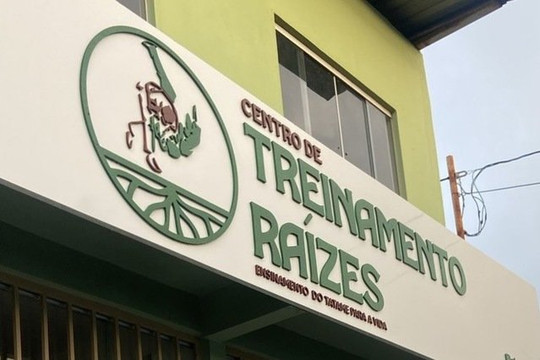 CENTRO DE
TREINAMENTO
RAÍZES
ENSINAMENTO DO TATAME PARA A VIDA